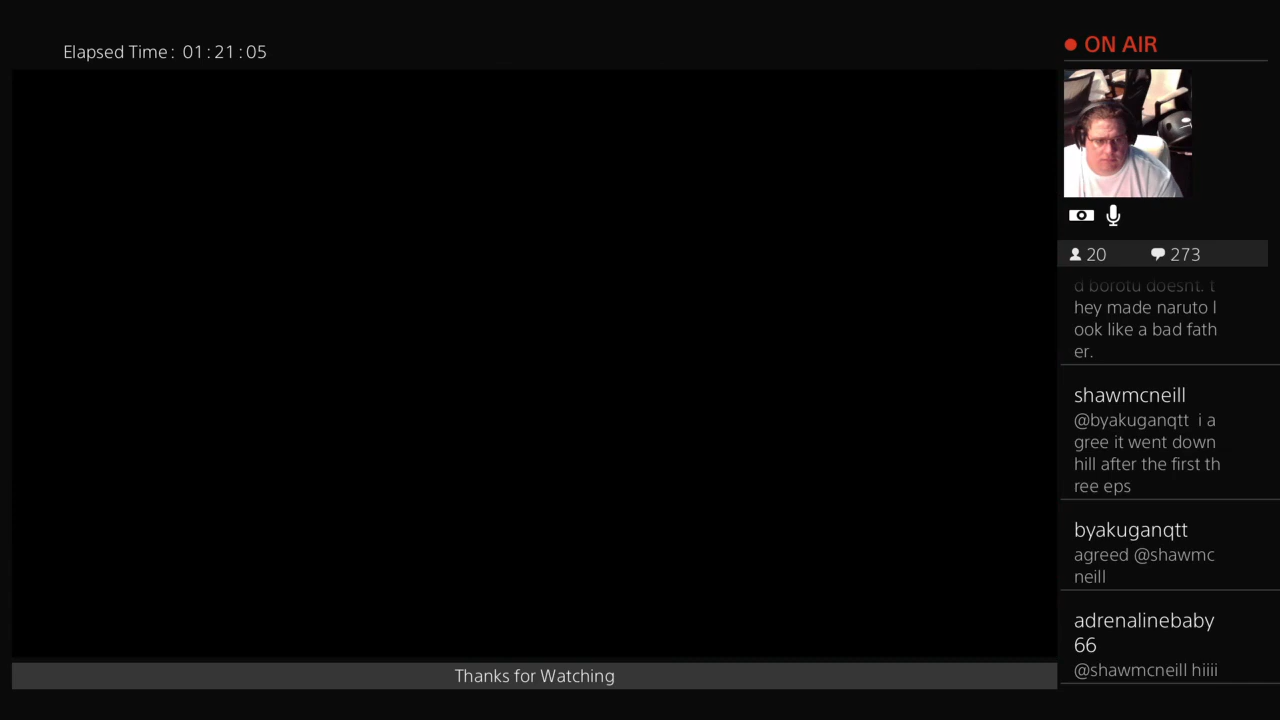 Elapsed Time: 01:21:05
ON AIR
20 273
d borotu doesnt. t
hey made naruto l
ook like a bad fath
er.
shawmcneill
@byakuganqtt i a
gree it went down
hill after the first th
ree eps
byakuganqtt
agreed @shawmc
neill
adrenalinebaby
66
@shawmcneill hiiii
Thanks for Watching